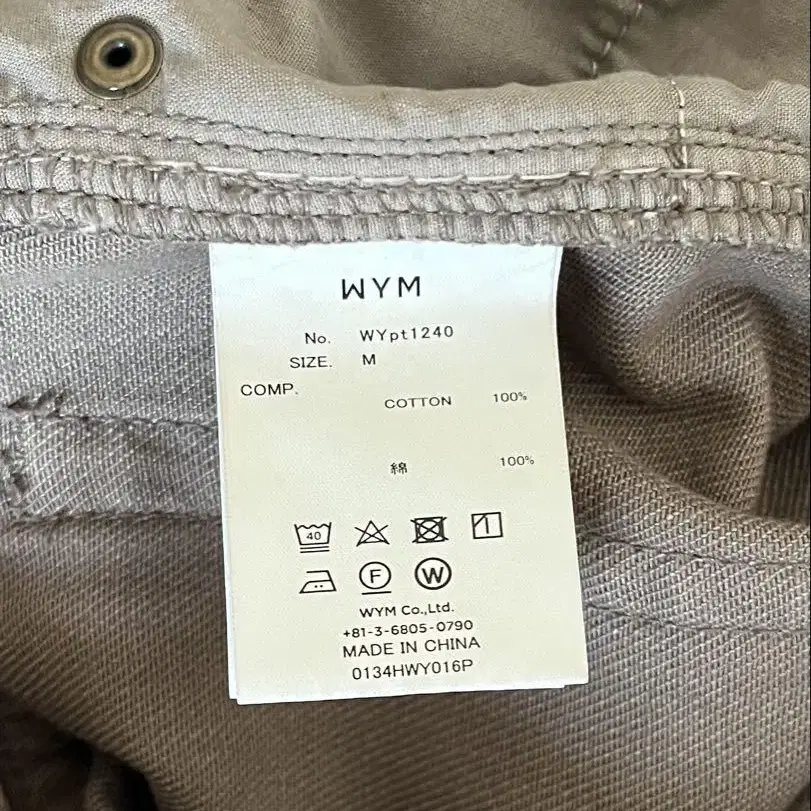 WYM
No. WYpt1240
SIZE. M
COMP.
COTTON 100%
綿 100%
40
F W
WYM Co.,Ltd.
+81-3-6805-0790
MADE IN CHINA
0134HWY016P